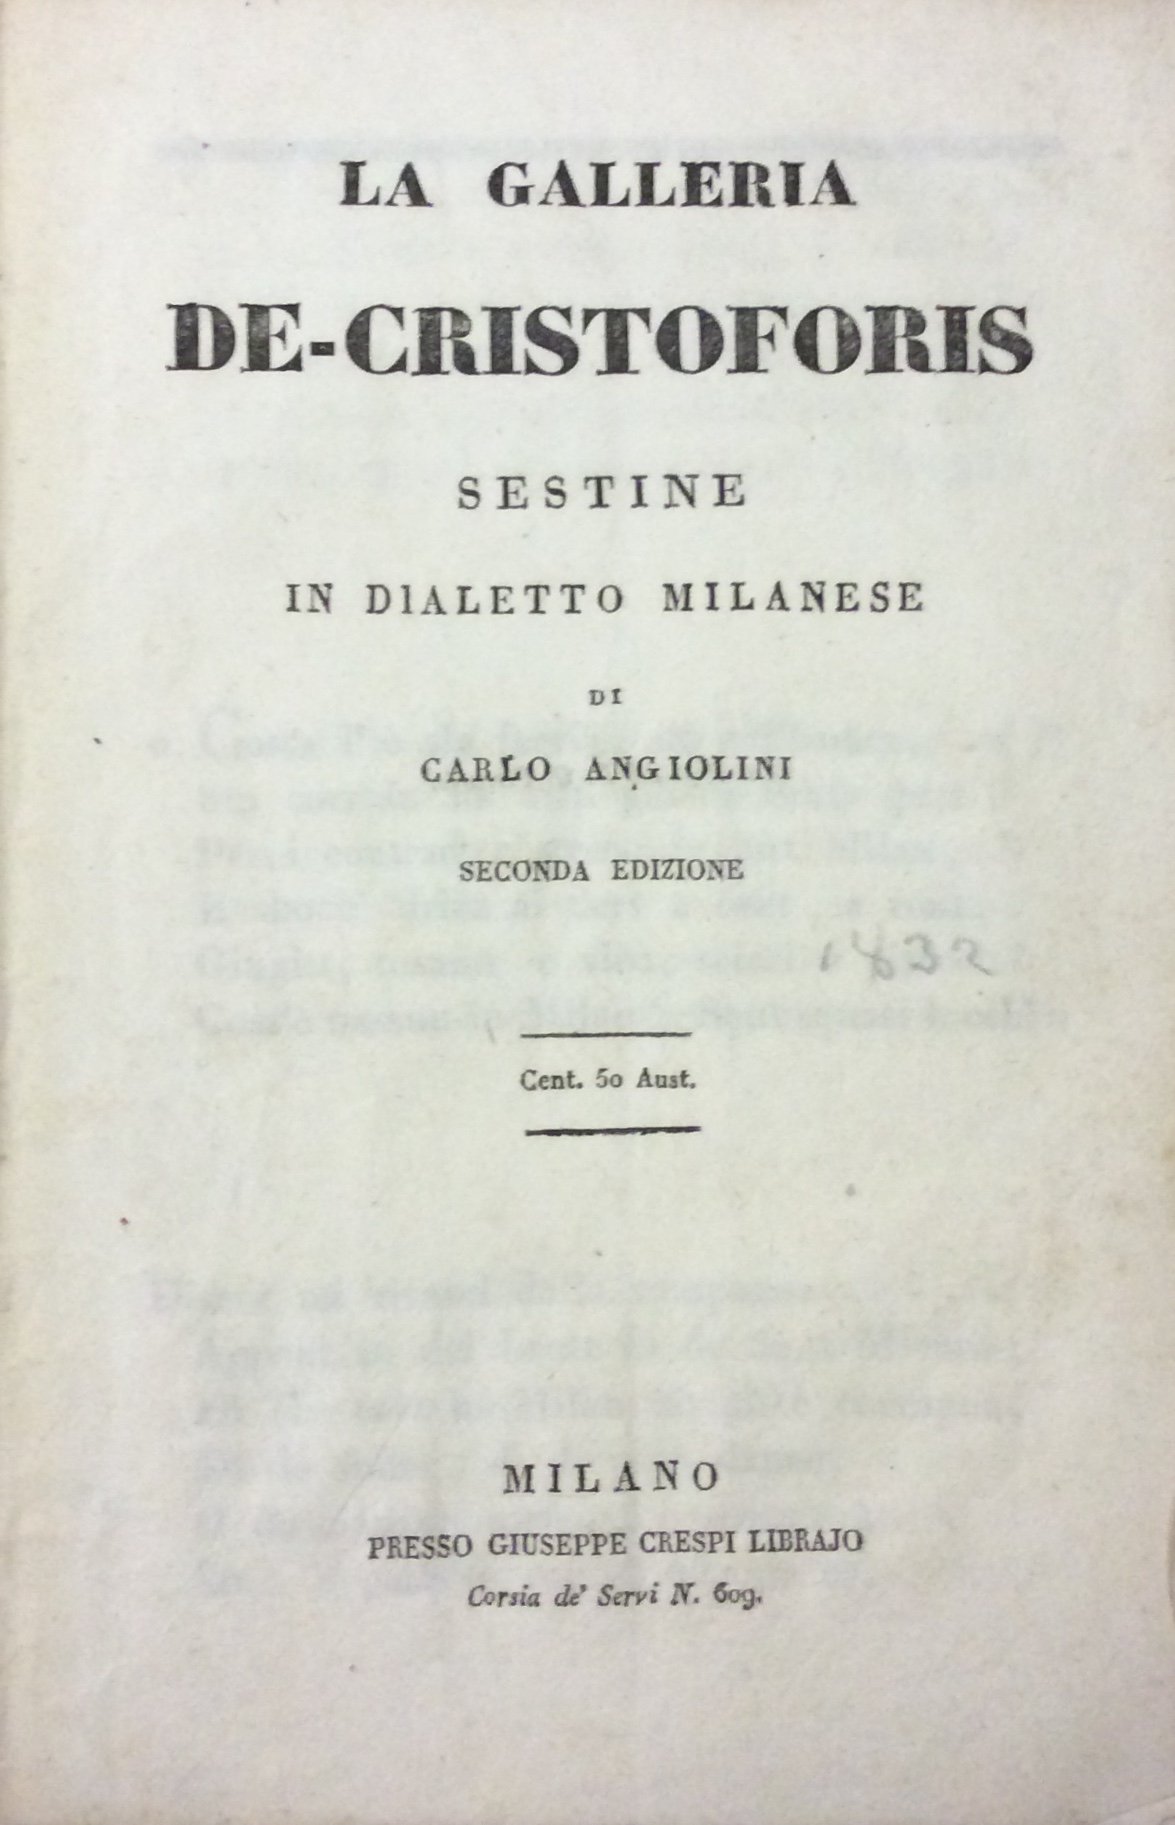 LA GALLERIA
DE-CRISTOFORIS
SESTINE
IN DIALETTO MILANESE
DI
CARLO ANGIOLINI
SECONDA EDIZIONE
1832
Cent. 50 Aust.
MILANO
PRESSO GIUSEPPE CRESPI LIBRAJO
Corsia de' Servi N. 609.